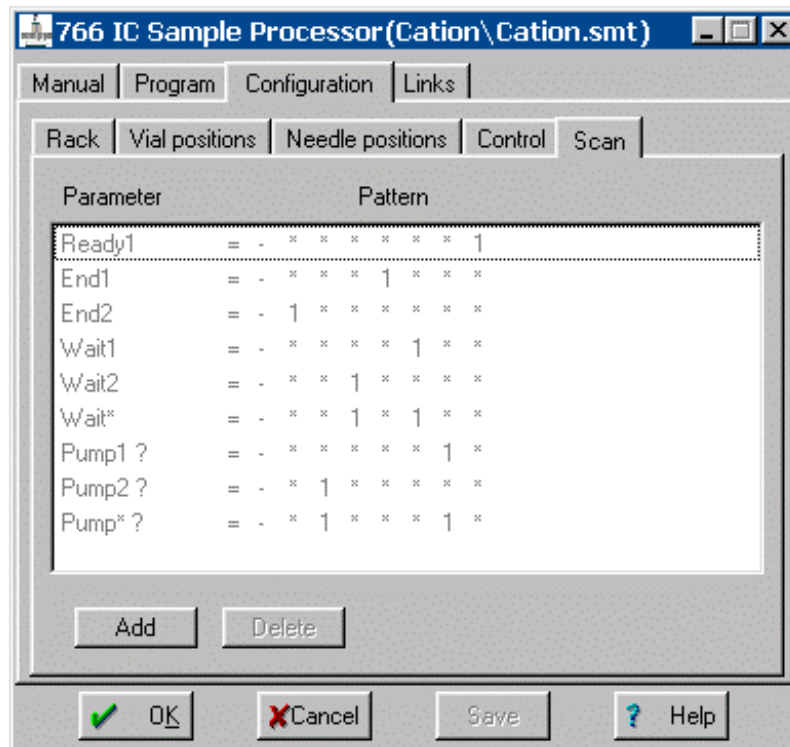 766 IC Sample Processor(Cation\Cation.smt)
Manual Program Configuration Links
Rack Vial positions Needle positions Control Scan
Parameter Pattern
Ready1 = - * * * * * * 1
End1 = - * * * 1 * * *
End2 = - 1 * * * * * *
Wait1 = - * * * * 1 * *
Wait2 = - * * 1 * * * *
Wait* = - * * 1 * 1 * *
Pump1 ? = - * * * * * 1 *
Pump2 ? = - * 1 * * * * *
Pump* ? = - * 1 * * * 1 *
Add Delete
OK Cancel Save ? Help